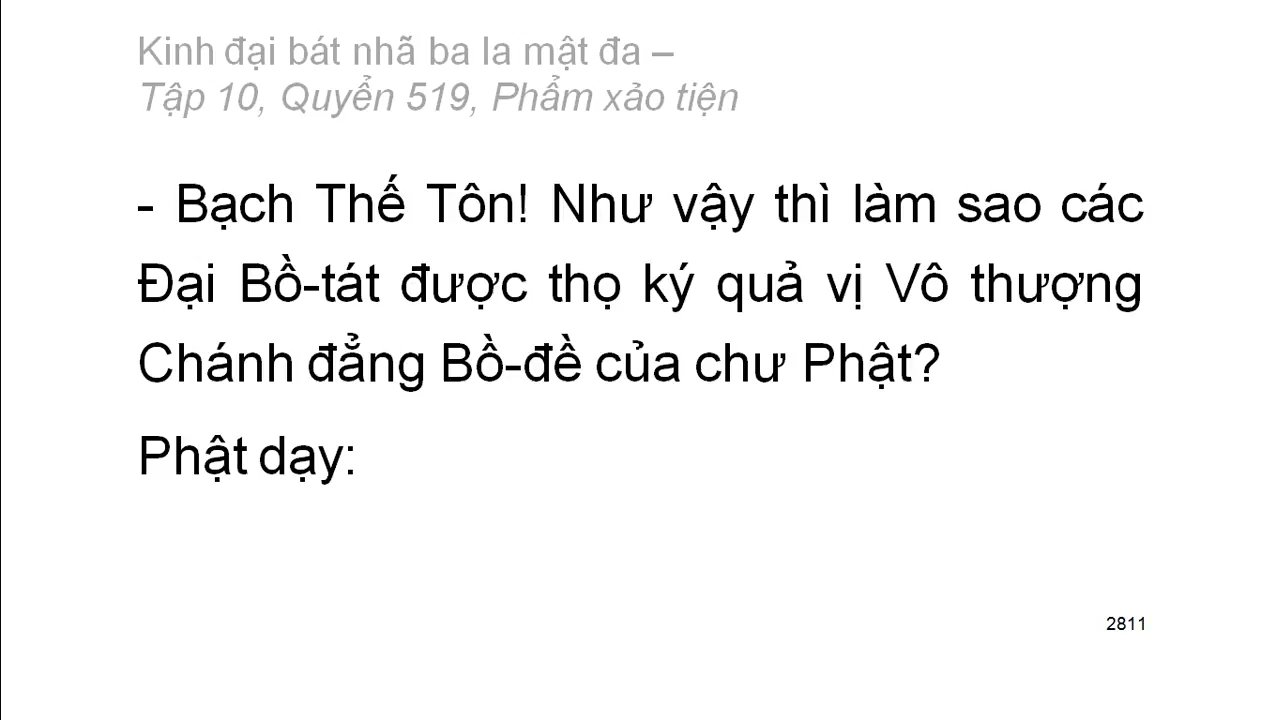 Kinh đại bát nhã ba la mật đa –
Tập 10, Quyển 519, Phẩm xảo tiện
- Bạch Thế Tôn! Như vậy thì làm sao các
Đại Bồ-tát được thọ ký quả vị Vô thượng
Chánh đẳng Bồ-đề của chư Phật?
Phật dạy:
2811